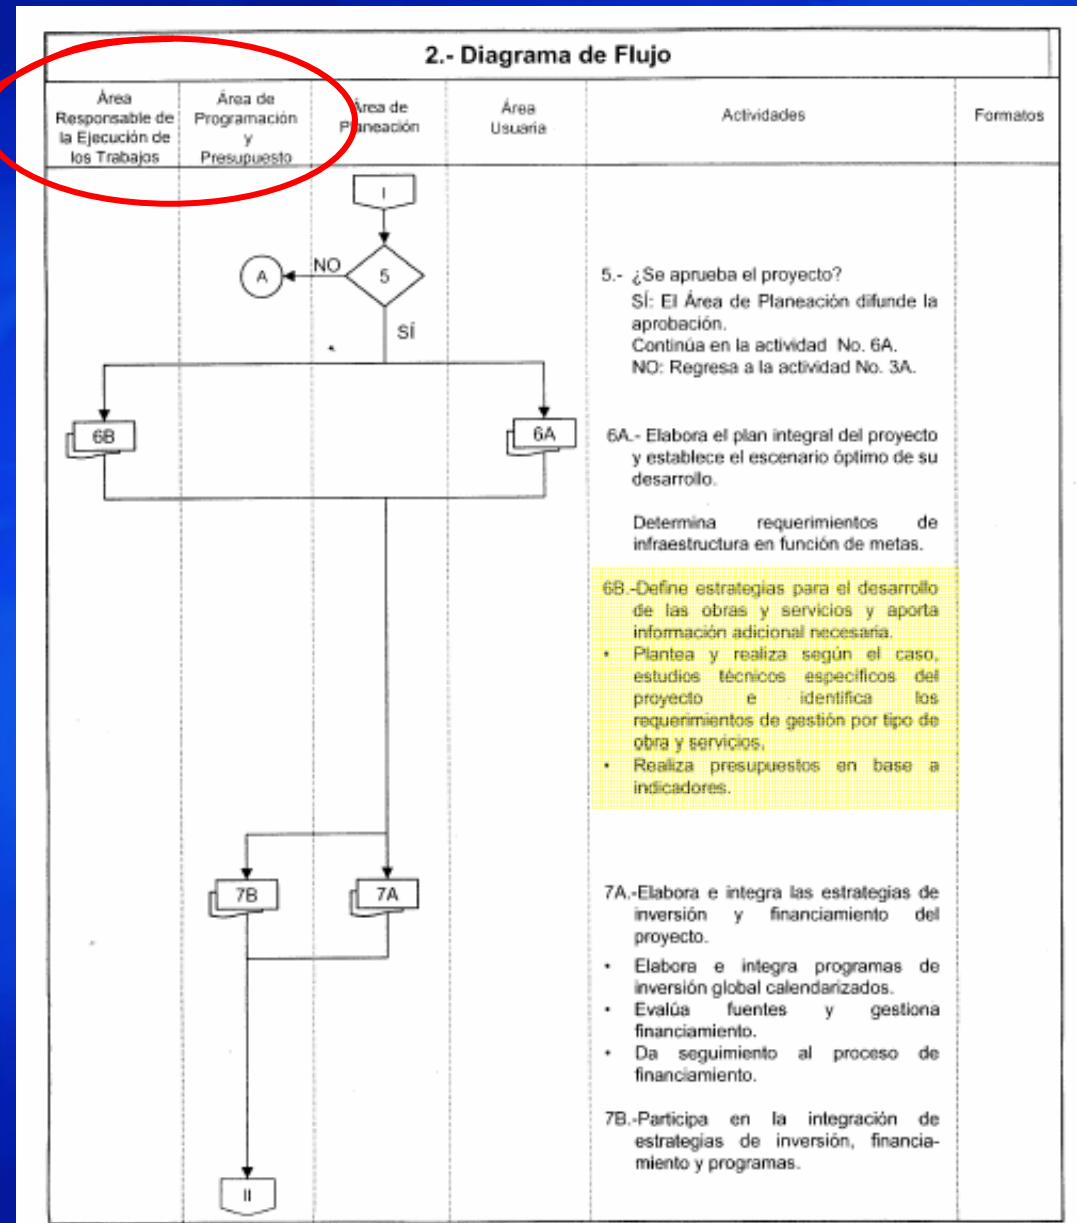 2.- Diagrama de Flujo
Área
Responsable de
la Ejecución de
los Trabajos
Área de
Programación
y
Presupuesto
Área de
Planeación
Área
Usuaria
Actividades
Formatos
I
A
NO
5
SÍ
6B
6A
7B
7A
II
5.- ¿Se aprueba el proyecto?
SÍ: El Área de Planeación difunde la
aprobación.
Continúa en la actividad No. 6A.
NO: Regresa a la actividad No. 3A.
6A.- Elabora el plan integral del proyecto
y establece el escenario óptimo de su
desarrollo.
Determina requerimientos de
infraestructura en función de metas.
6B.-Define estrategias para el desarrollo
de las obras y servicios y aporta
información adicional necesaria.
• Plantea y realiza según el caso,
estudios técnicos específicos del
proyecto e identifica los
requerimientos de gestión por tipo de
obra y servicios.
• Realiza presupuestos en base a
indicadores.
7A.-Elabora e integra las estrategias de
inversión y financiamiento del
proyecto.
• Elabora e integra programas de
inversión global calendarizados.
• Evalúa fuentes y gestiona
financiamiento.
• Da seguimiento al proceso de
financiamiento.
7B.-Participa en la integración de
estrategias de inversión, financia-
miento y programas.